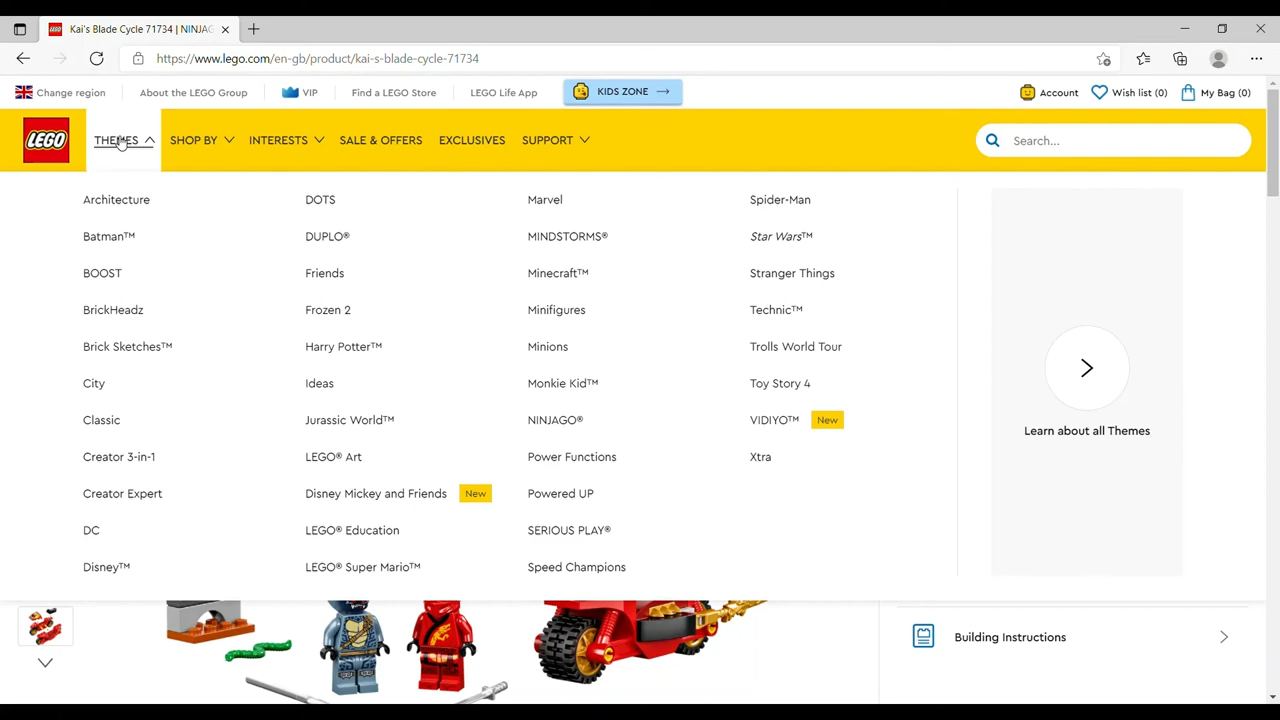 Kai's Blade Cycle 71734 | NINJAG
https://www.lego.com/en-gb/product/kai-s-blade-cycle-71734
Change region
About the LEGO Group
VIP
Find a LEGO Store
LEGO Life App
KIDS ZONE →
Account
Wish list (0)
My Bag (0)
LEGO
THEMES
SHOP BY
INTERESTS
SALE & OFFERS
EXCLUSIVES
SUPPORT
Search...
Architecture
Batman™
BOOST
BrickHeadz
Brick Sketches™
City
Classic
Creator 3-in-1
Creator Expert
DC
Disney™
DOTS
DUPLO®
Friends
Frozen 2
Harry Potter™
Ideas
Jurassic World™
LEGO® Art
Disney Mickey and Friends New
LEGO® Education
LEGO® Super Mario™
Marvel
MINDSTORMS®
Minecraft™
Minifigures
Minions
Monkie Kid™
NINJAGO®
Power Functions
Powered UP
SERIOUS PLAY®
Speed Champions
Spider-Man
Star Wars™
Stranger Things
Technic™
Trolls World Tour
Toy Story 4
VIDIYO™ New
Xtra
Learn about all Themes
Building Instructions